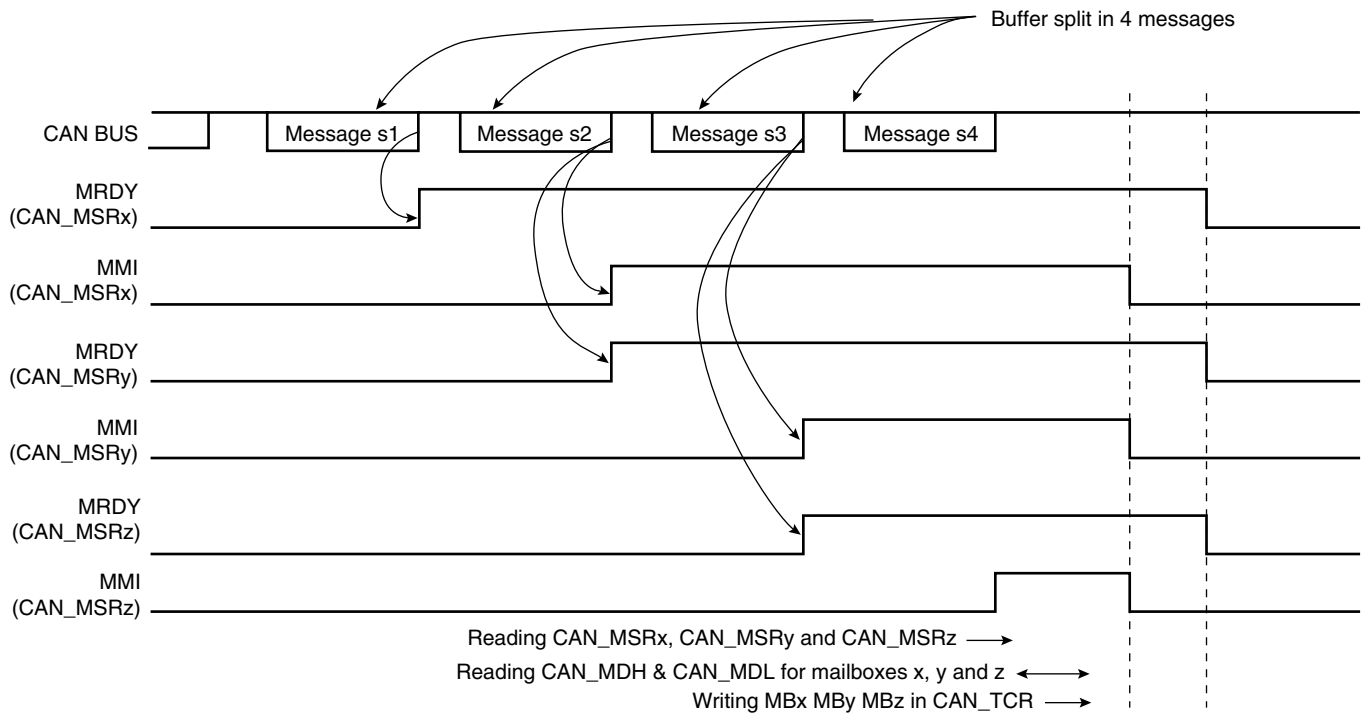 Buffer split in 4 messages
CAN BUS
Message s1
Message s2
Message s3
Message s4
MRDY
(CAN_MSRx)
MMI
(CAN_MSRx)
MRDY
(CAN_MSRy)
MMI
(CAN_MSRy)
MRDY
(CAN_MSRz)
MMI
(CAN_MSRz)
Reading CAN_MSRx, CAN_MSRy and CAN_MSRz
Reading CAN_MDH & CAN_MDL for mailboxes x, y and z
Writing MBx MBy MBz in CAN_TCR